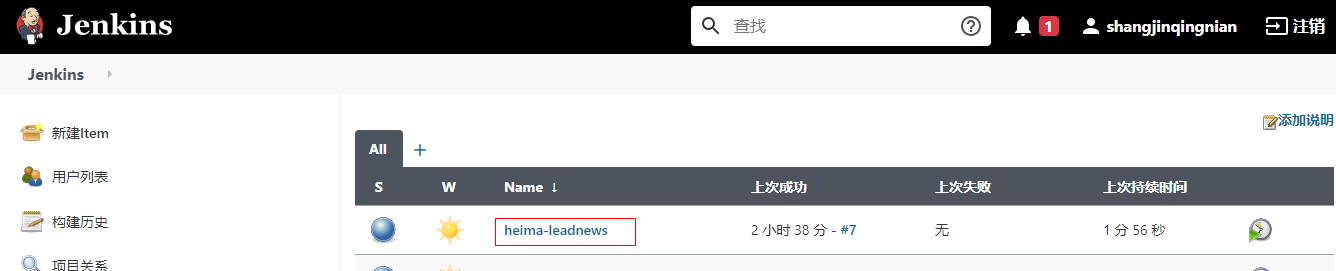 Jenkins
查找
1
shangjinqingnian
注销
Jenkins
新建Item
用户列表
构建历史
项目关系
添加说明
All +
S W Name ↓ 上次成功 上次失败 上次持续时间
heima-leadnews 2 小时 38 分 - #7 无 1 分 56 秒